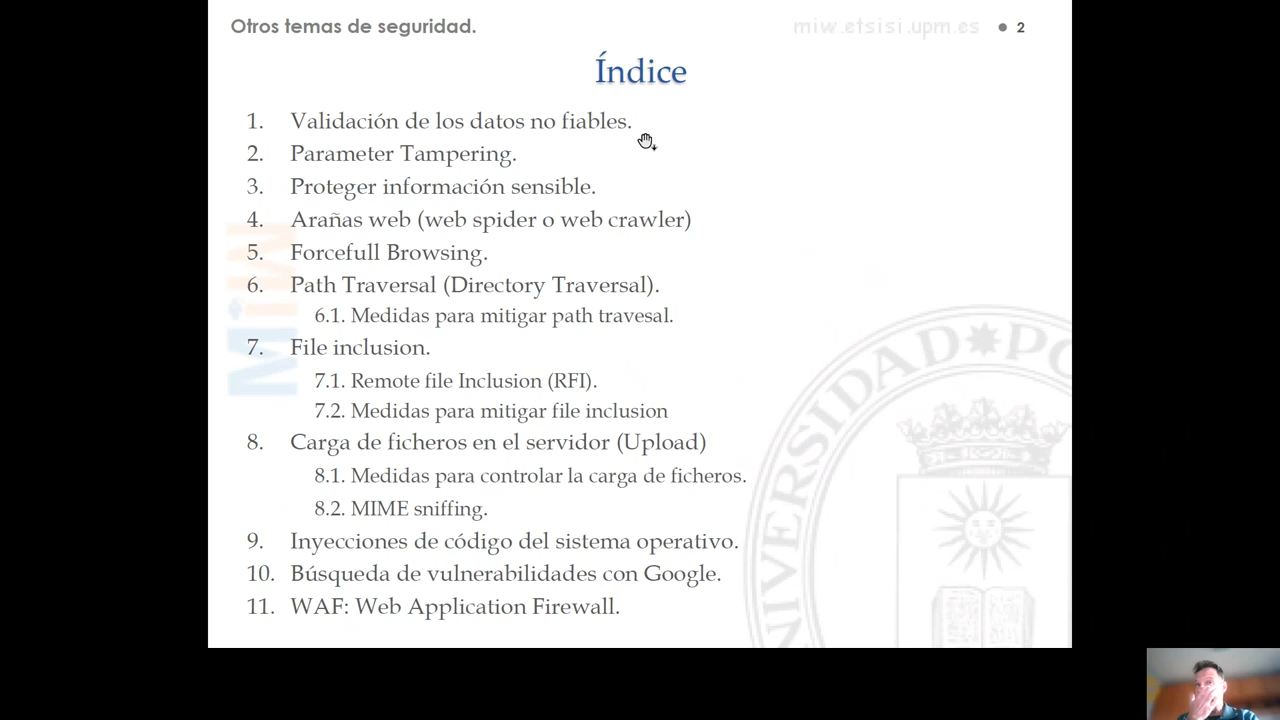 Otros temas de seguridad.
miw.etsisi.upm.es
2
Índice
1. Validación de los datos no fiables.
2. Parameter Tampering.
3. Proteger información sensible.
4. Arañas web (web spider o web crawler)
5. Forcefull Browsing.
6. Path Traversal (Directory Traversal).
6.1. Medidas para mitigar path travesal.
7. File inclusion.
7.1. Remote file Inclusion (RFI).
7.2. Medidas para mitigar file inclusion
8. Carga de ficheros en el servidor (Upload)
8.1. Medidas para controlar la carga de ficheros.
8.2. MIME sniffing.
9. Inyecciones de código del sistema operativo.
10. Búsqueda de vulnerabilidades con Google.
11. WAF: Web Application Firewall.
MiW
UNIVERSIDAD PO